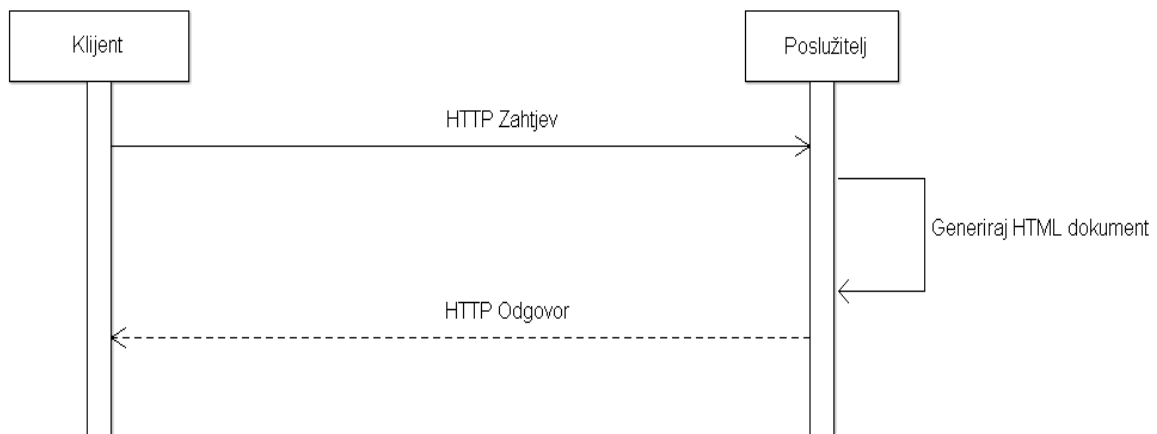 Klijent
Poslužitelj
HTTP Zahtjev
Generiraj HTML dokument
HTTP Odgovor